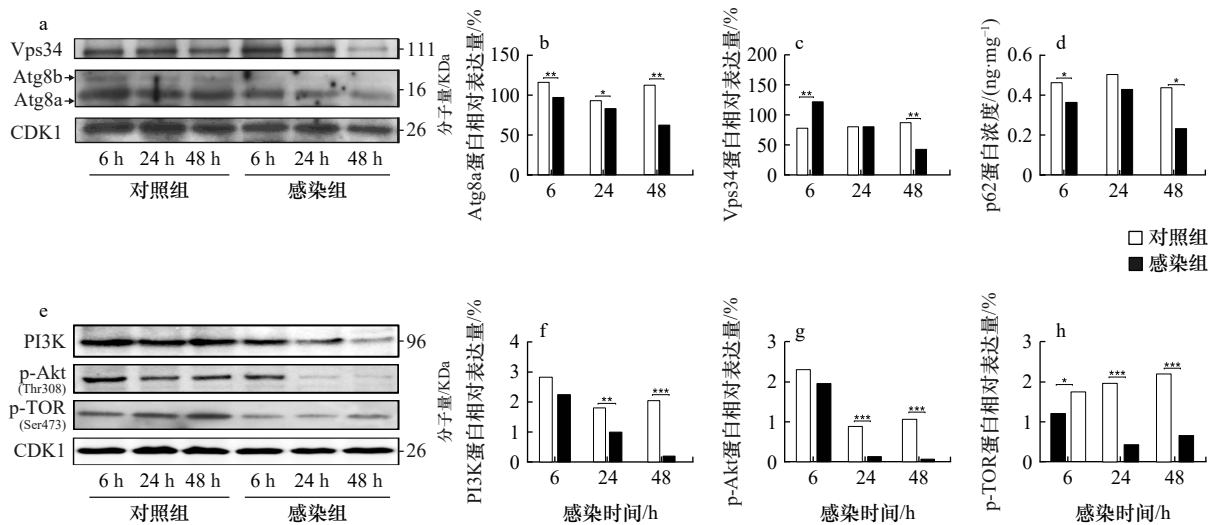 a
Vps34
111
Atg8b
Atg8a
16
CDK1
26
分子量/KDa
6 h 24 h 48 h 6 h 24 h 48 h
对照组 感染组
b
Atg8a蛋白相对表达量/%
200
150
100
50
0
** * **
6 24 48
c
Vps34蛋白相对表达量/%
200
150
100
50
0
** **
6 24 48
d
p62蛋白浓度/(ng·mg⁻¹)
0.6
0.4
0.2
0
* *
6 24 48
对照组
感染组
e
PI3K
96
p-Akt
(Thr308)
p-TOR
(Ser473)
CDK1
26
分子量/KDa
6 h 24 h 48 h 6 h 24 h 48 h
对照组 感染组
f
PI3K蛋白相对表达量/%
4
3
2
1
0
** ***
6 24 48
感染时间/h
g
p-Akt蛋白相对表达量/%
3
2
1
0
*** ***
6 24 48
感染时间/h
h
p-TOR蛋白相对表达量/%
3
2
1
0
* *** ***
6 24 48
感染时间/h